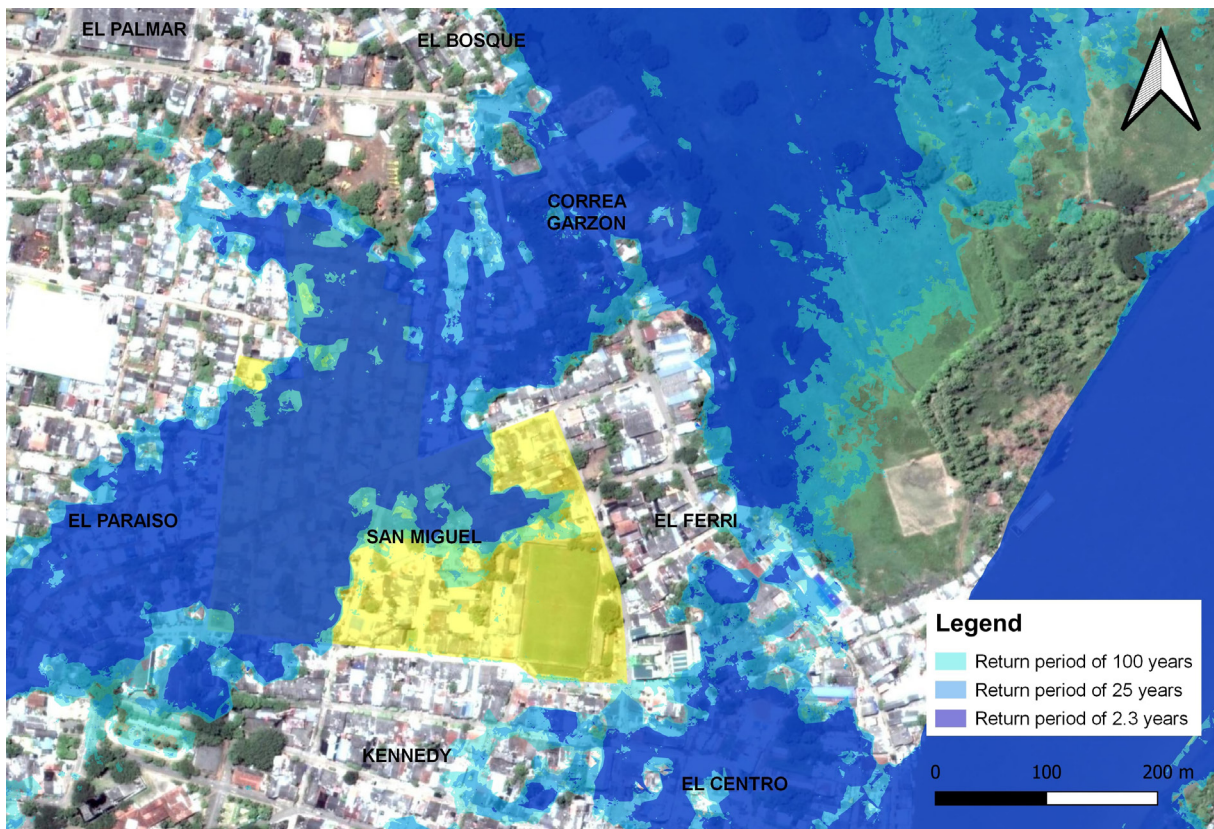 EL PALMAR
EL BOSQUE
CORREA
GARZON
EL PARAISO
SAN MIGUEL
EL FERRI
KENNEDY
EL CENTRO
Legend
Return period of 100 years
Return period of 25 years
Return period of 2.3 years
0 100 200 m